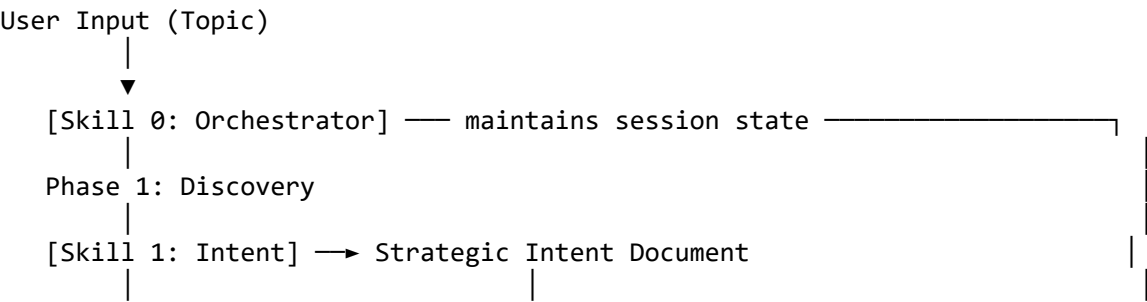 User Input (Topic)
│
▼
[Skill 0: Orchestrator] ─── maintains session state ───────────────────┐
│ │
Phase 1: Discovery │
│ │
[Skill 1: Intent] ──► Strategic Intent Document │
│ │ │